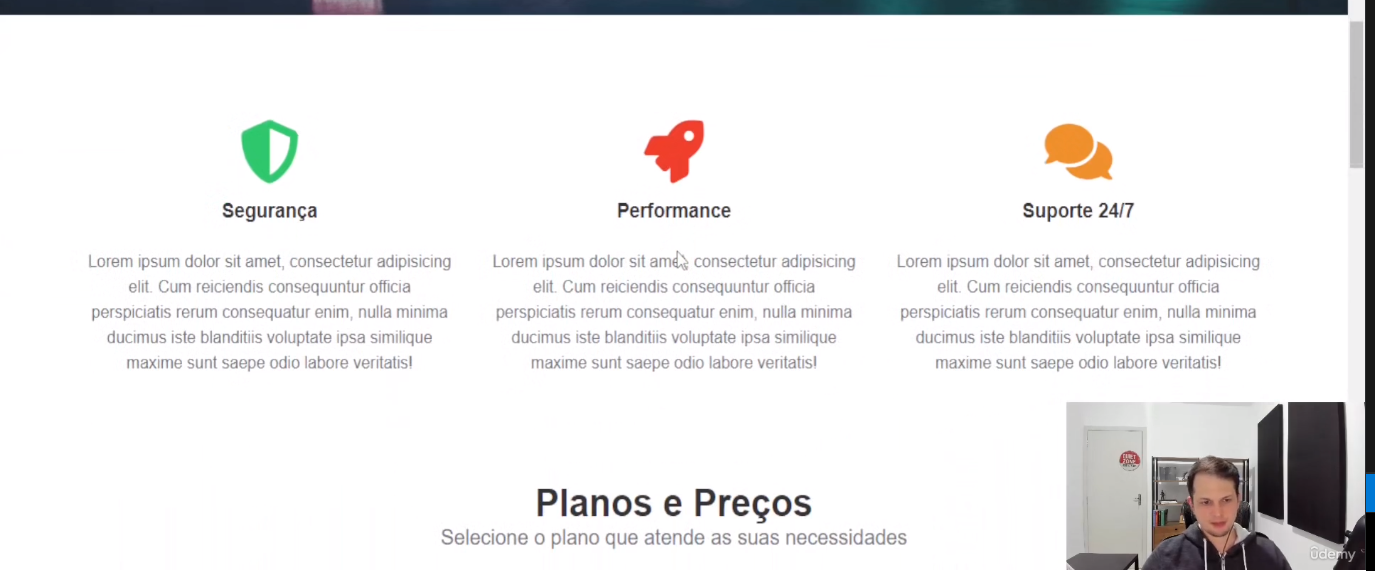 Segurança
Performance
Suporte 24/7
Lorem ipsum dolor sit amet, consectetur adipisicing
elit. Cum reiciendis consequuntur officia
perspiciatis rerum consequatur enim, nulla minima
ducimus iste blanditiis voluptate ipsa similique
maxime sunt saepe odio labore veritatis!
Lorem ipsum dolor sit amet, consectetur adipisicing
elit. Cum reiciendis consequuntur officia
perspiciatis rerum consequatur enim, nulla minima
ducimus iste blanditiis voluptate ipsa similique
maxime sunt saepe odio labore veritatis!
Lorem ipsum dolor sit amet, consectetur adipisicing
elit. Cum reiciendis consequuntur officia
perspiciatis rerum consequatur enim, nulla minima
ducimus iste blanditiis voluptate ipsa similique
maxime sunt saepe odio labore veritatis!
Planos e Preços
Selecione o plano que atende as suas necessidades
ûdemy